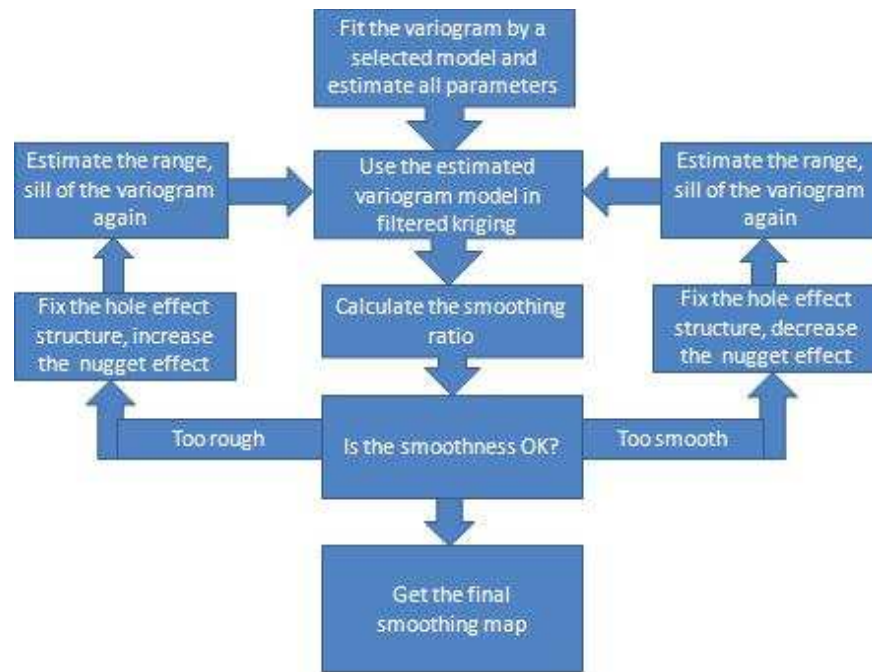 Fit the variogram by a
selected model and
estimate all parameters
Estimate the range,
sill of the variogram
again
Use the estimated
variogram model in
filtered kriging
Estimate the range,
sill of the variogram
again
Fix the hole effect
structure, increase
the nugget effect
Calculate the smoothing
ratio
Fix the hole effect
structure, decrease
the nugget effect
Too rough
Is the smoothness OK?
Too smooth
Get the final
smoothing map